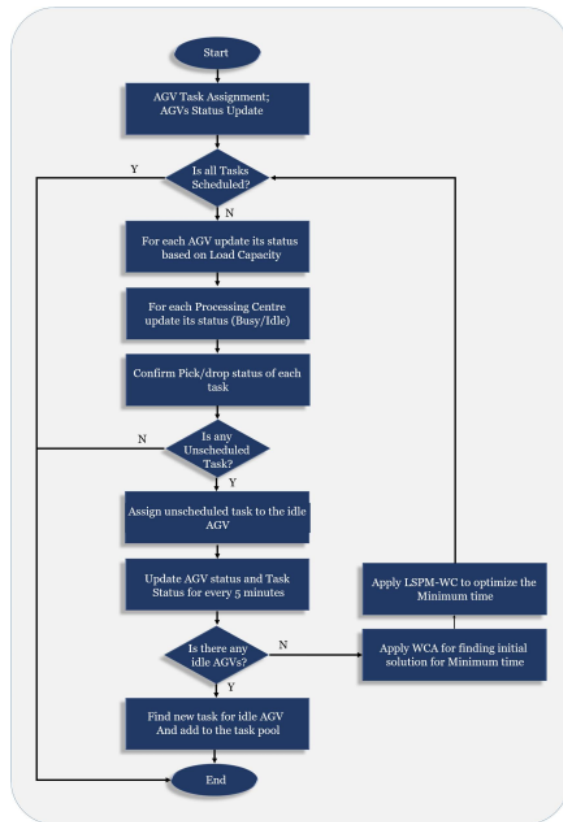 Start
AGV Task Assignment;
AGVs Status Update
Y
Is all Tasks
Scheduled?
N
For each AGV update its status
based on Load Capacity
For each Processing Centre
update its status (Busy/Idle)
Confirm Pick/drop status of each
task
N
Is any
Unscheduled
Task?
Y
Assign unscheduled task to the idle
AGV
Update AGV status and Task
Status for every 5 minutes
Apply LSPM-WC to optimize the
Minimum time
Is there any
idle AGVs?
N
Apply WCA for finding initial
solution for Minimum time
Y
Find new task for idle AGV
And add to the task pool
End